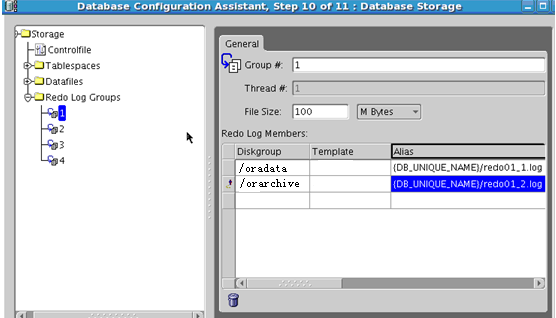 Database Configuration Assistant, Step 10 of 11 : Database Storage
Storage
Controlfile
Tablespaces
Datafiles
Redo Log Groups
1
2
3
4
General
Group #: 1
Thread #: 1
File Size: 100 M Bytes
Redo Log Members:
Diskgroup Template Alias
/oradata {DB_UNIQUE_NAME}/redo01_1.log
/orarchive {DB_UNIQUE_NAME}/redo01_2.log